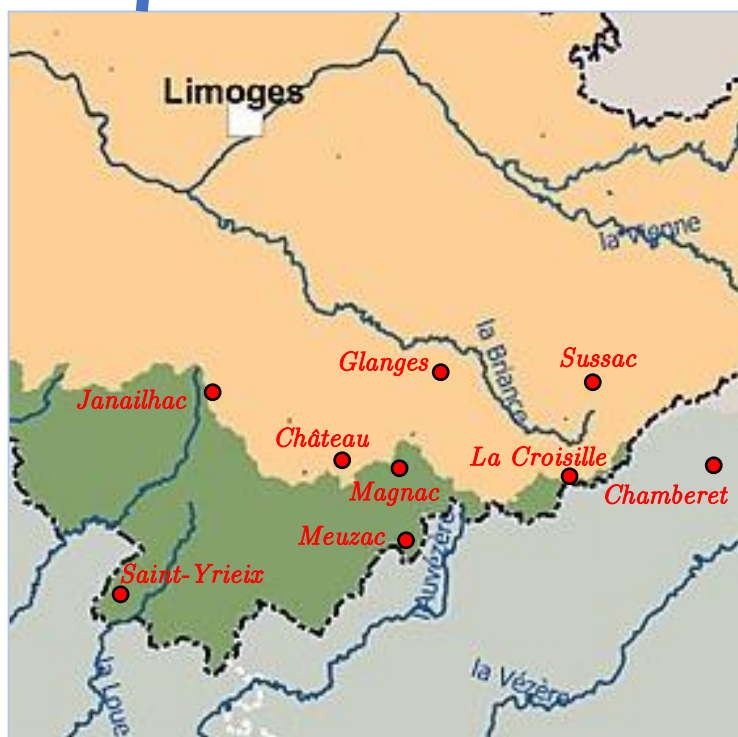 Limoges
la Vienne
la Briance
Glanges
Sussac
Janailhac
Château
La Croisille
Magnac
Chamberet
Meuzac
l'Auvézère
Saint-Yrieix
la Loue
la Vézère